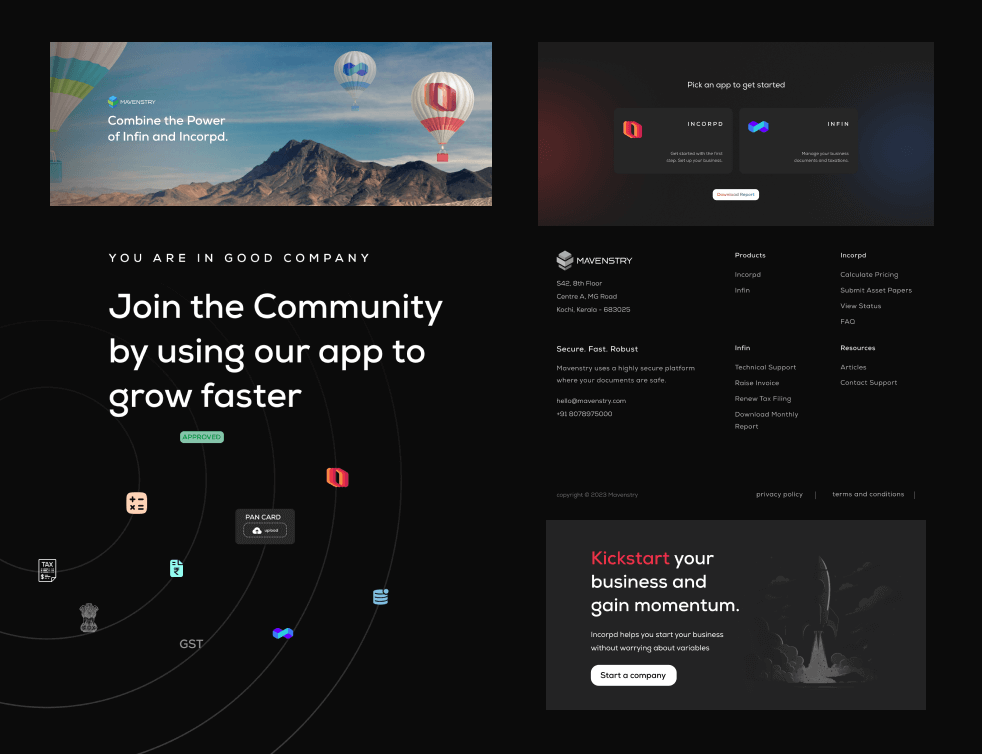 MAVENSTRY
Combine the Power
of Infin and Incorpd.
YOU ARE IN GOOD COMPANY
Join the Community
by using our app to
grow faster
APPROVED
PAN CARD
upload
TAX
$
GST
Pick an app to get started
INCORPD
Get started with the first
step. Set up your business.
INFIN
Manage your business
documents and taxations.
Download Report
MAVENSTRY
S42, 8th Floor
Centre A, MG Road
Kochi, Kerala - 683025
Products
Incorpd
Infin
Incorpd
Calculate Pricing
Submit Asset Papers
View Status
FAQ
Secure. Fast. Robust
Mavenstry uses a highly secure platform
where your documents are safe.
hello@mavenstry.com
+91 8078975000
Infin
Technical Support
Raise Invoice
Renew Tax Filing
Download Monthly
Report
Resources
Articles
Contact Support
copyright © 2023 Mavenstry
privacy policy |
terms and conditions |
Kickstart your
business and
gain momentum.
incorpd helps you start your business
without worrying about variables
Start a company